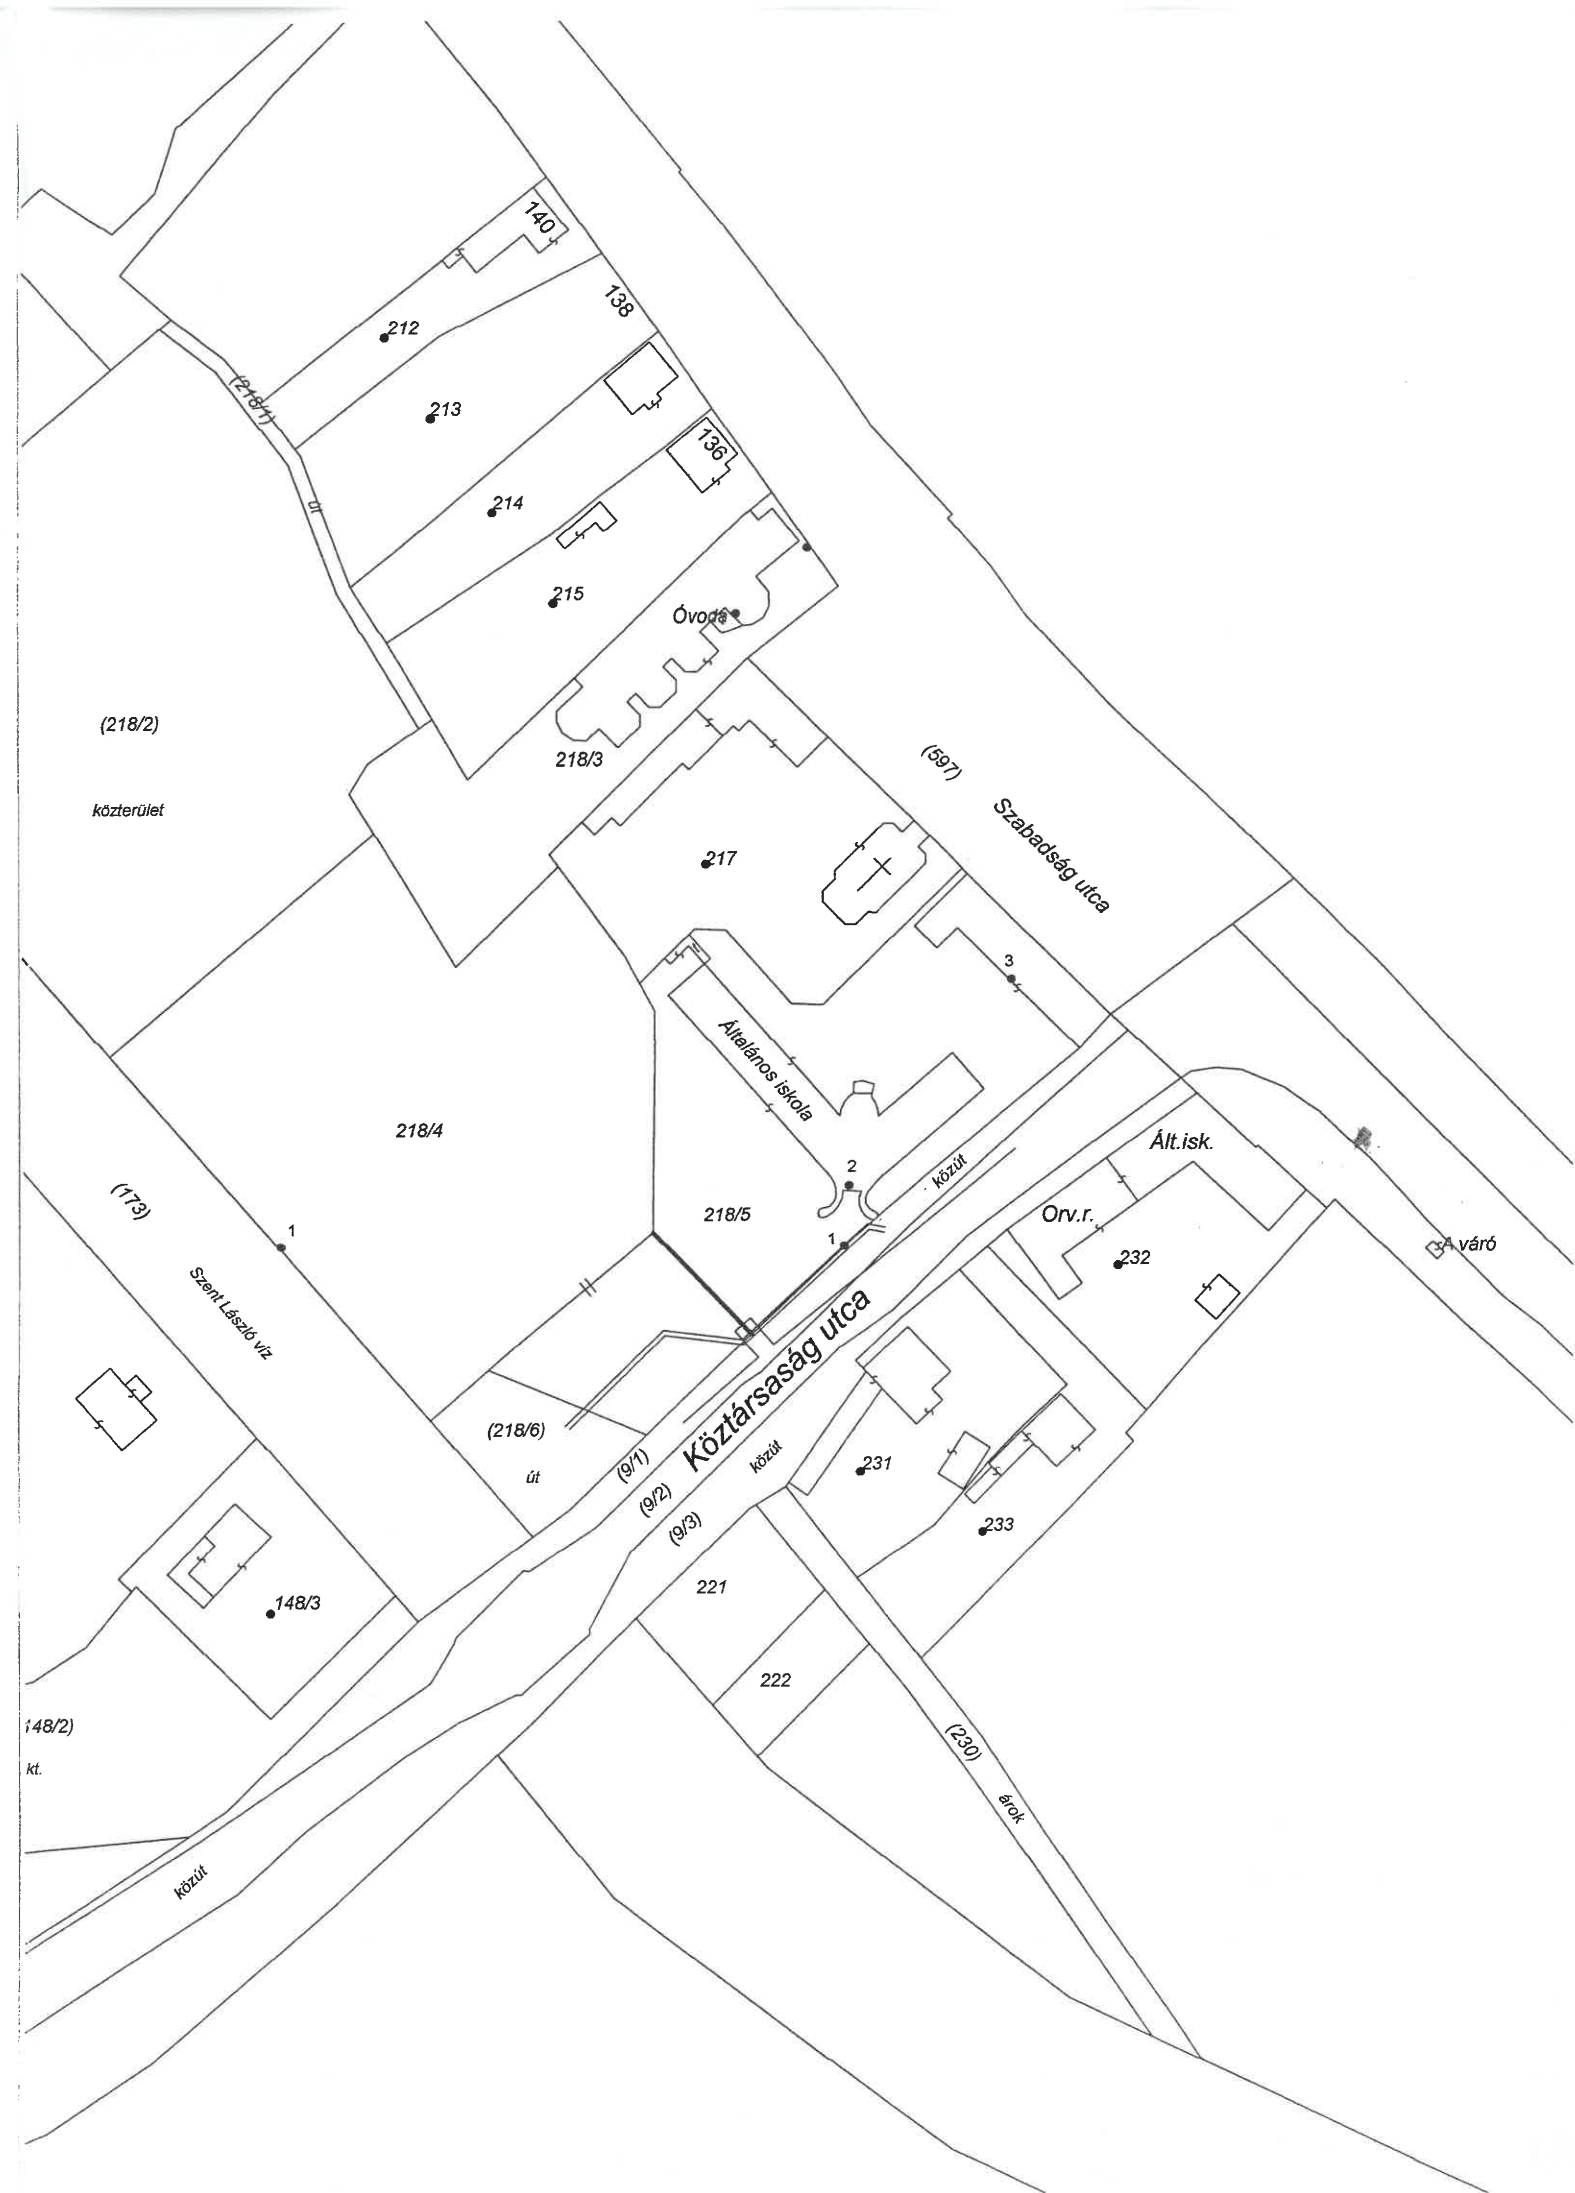 140
138
212
(218/1)
213
136
út
214
215
Óvoda
(218/2)
218/3
(597)
közterület
Szabadság utca
217
3
Általános iskola
218/4
Ált.isk.
2
közút
(173)
218/5
Orv.r.
1
1
A váró
232
Szent László víz
Köztársaság utca
(218/6)
út
(9/1)
közút
231
(9/2)
(9/3)
233
221
148/3
222
148/2)
(230)
kt.
árok
közút